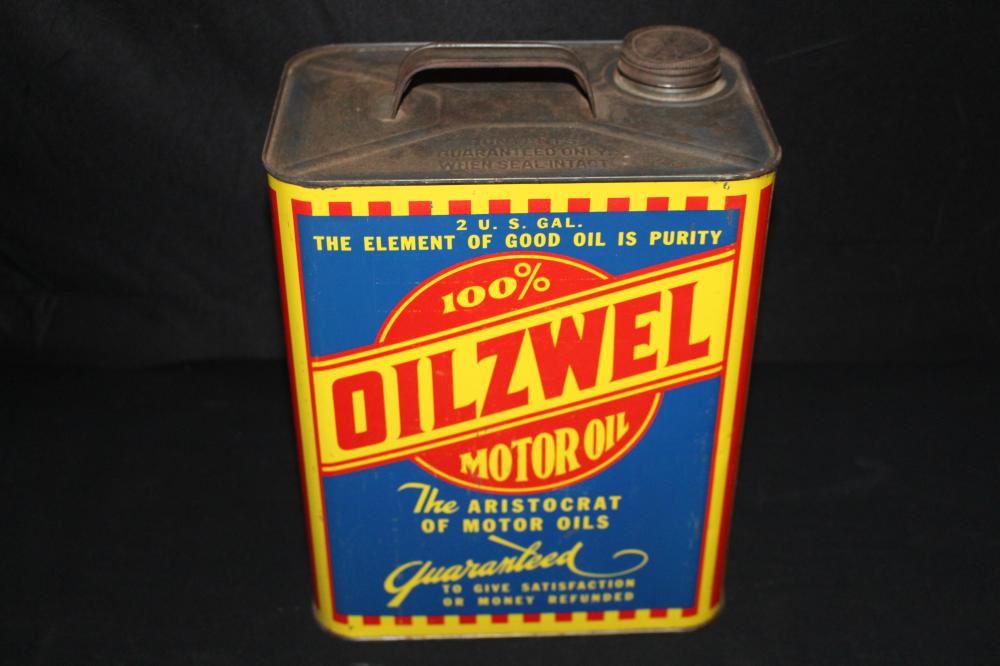 GUARANTEED ONLY
WHEN SEAL INTACT
2 U. S. GAL.
THE ELEMENT OF GOOD OIL IS PURITY
100%
OILZWEL
MOTOR OIL
The ARISTOCRAT
OF MOTOR OILS
Guaranteed
TO GIVE SATISFACTION
OR MONEY REFUNDED